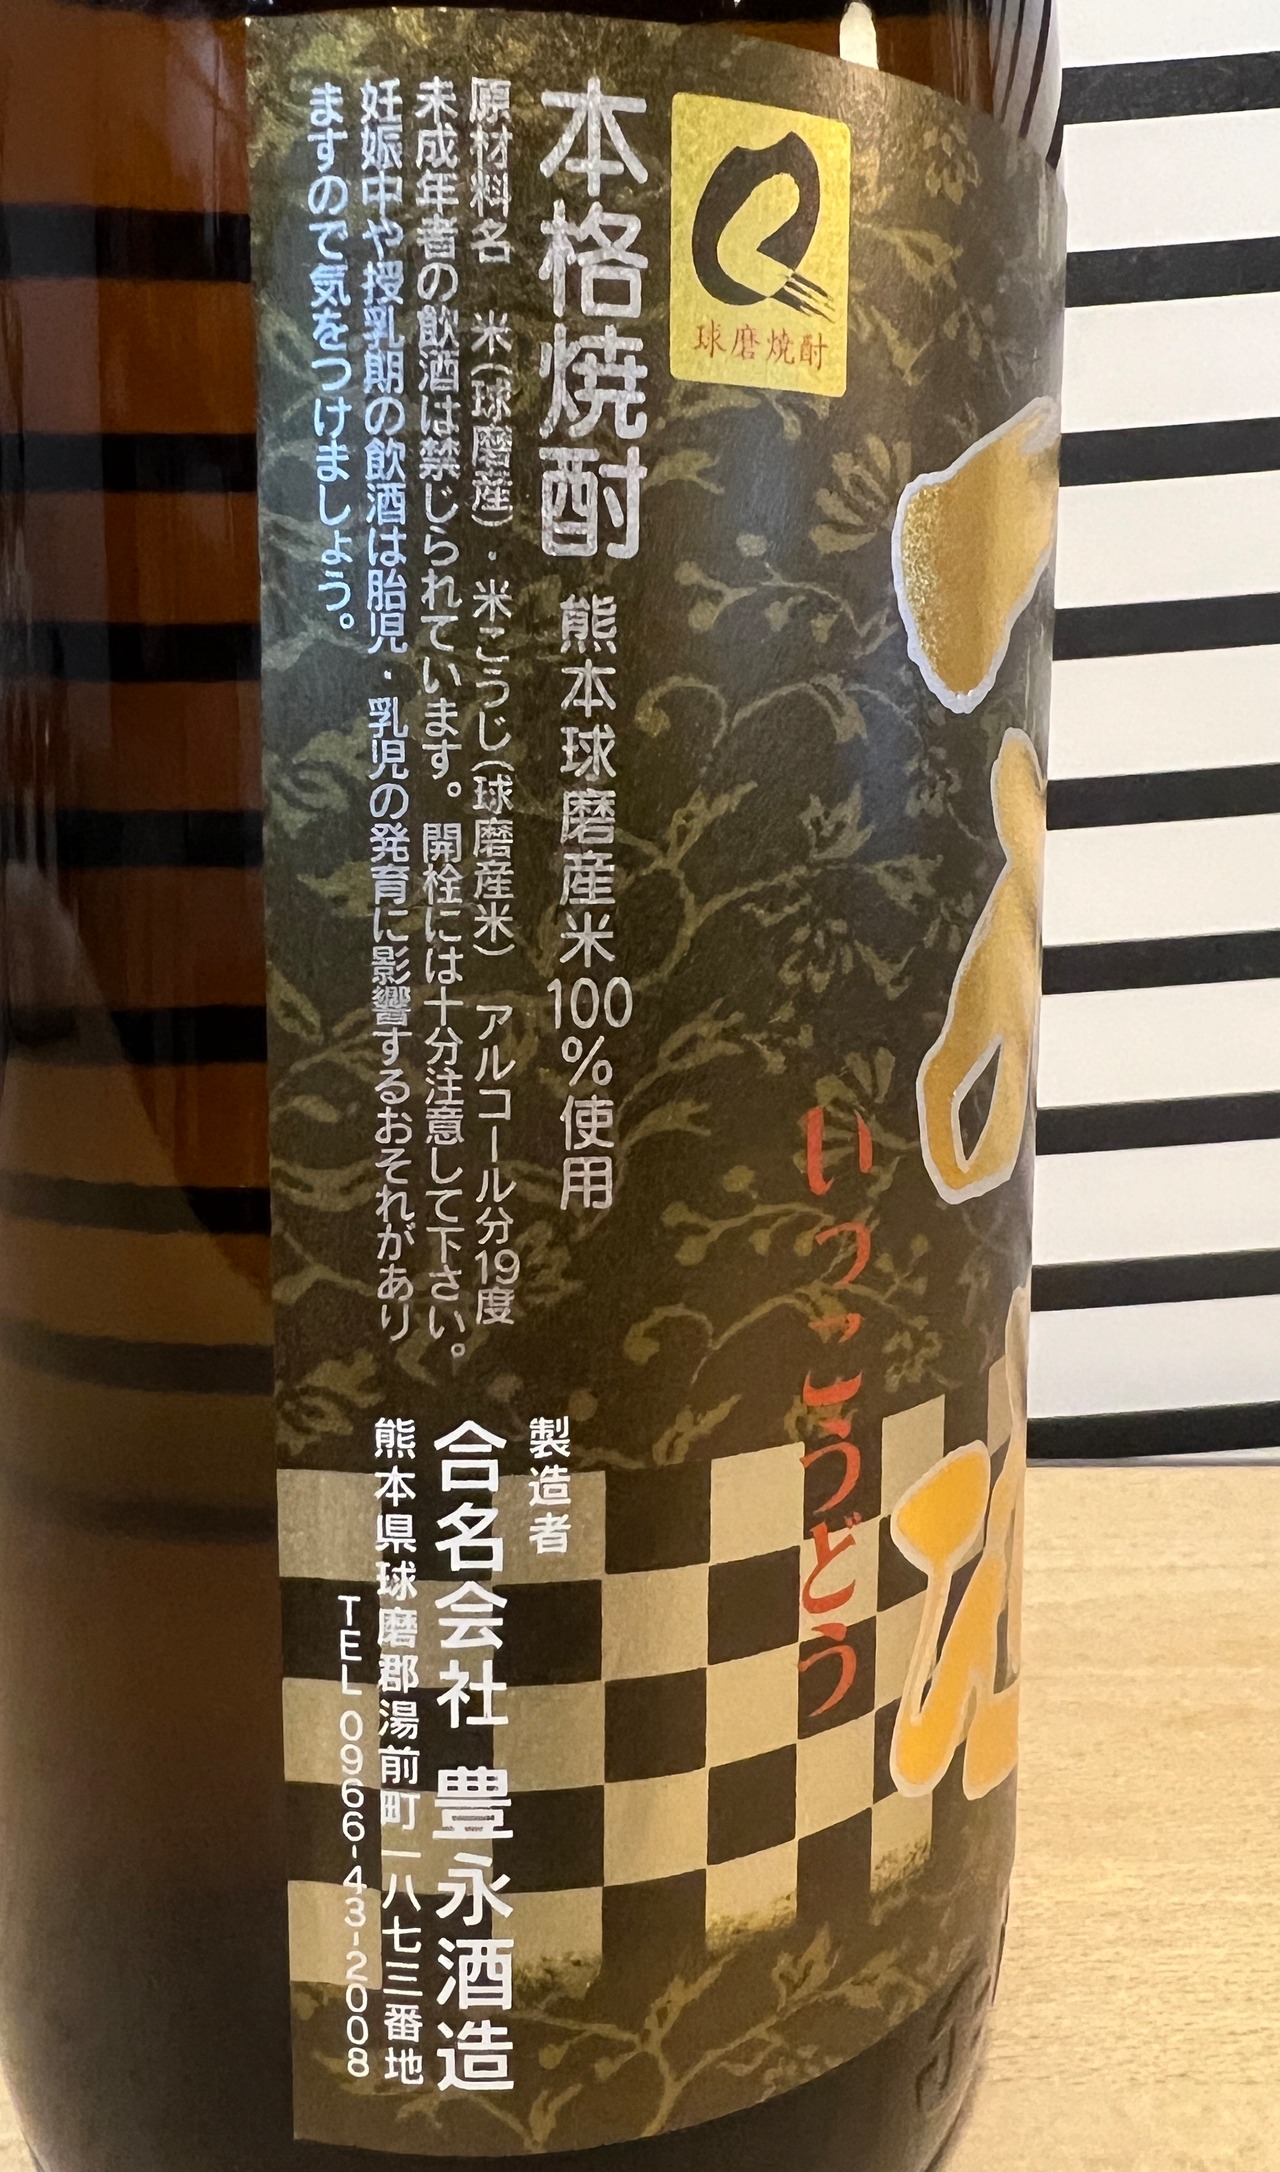 球磨焼酎
いっこうどう
本格焼酎 熊本球磨産米100%使用
原材料名 米(球磨産)・米こうじ(球磨産米) アルコール分19度
未成年者の飲酒は禁じられています。開栓には十分注意して下さい。
妊娠中や授乳期の飲酒は胎児・乳児の発育に影響するおそれがあり
ますので気をつけましょう。
製造者
合名会社 豊永酒造
熊本県球磨郡湯前町一八七三番地
TEL 0966-43-2008